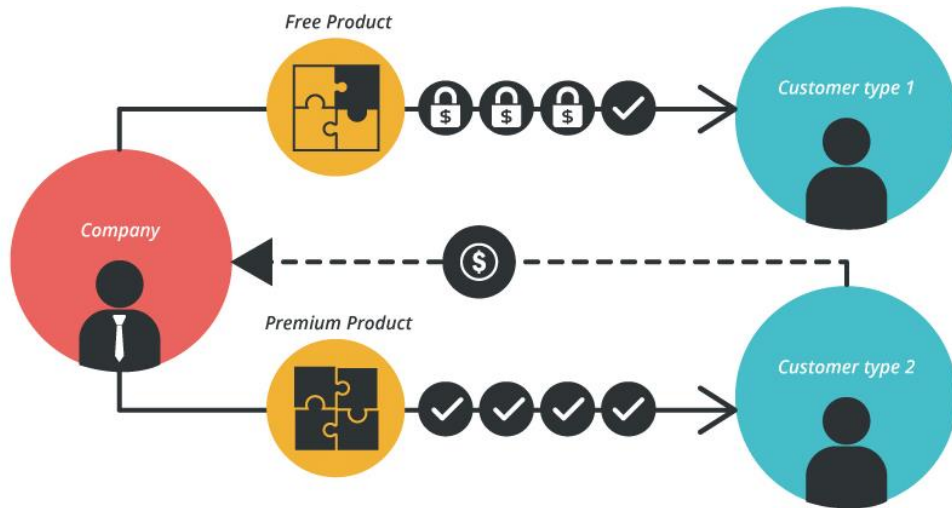 Free Product
$ $ $
Customer type 1
Company
$
Premium Product
Customer type 2